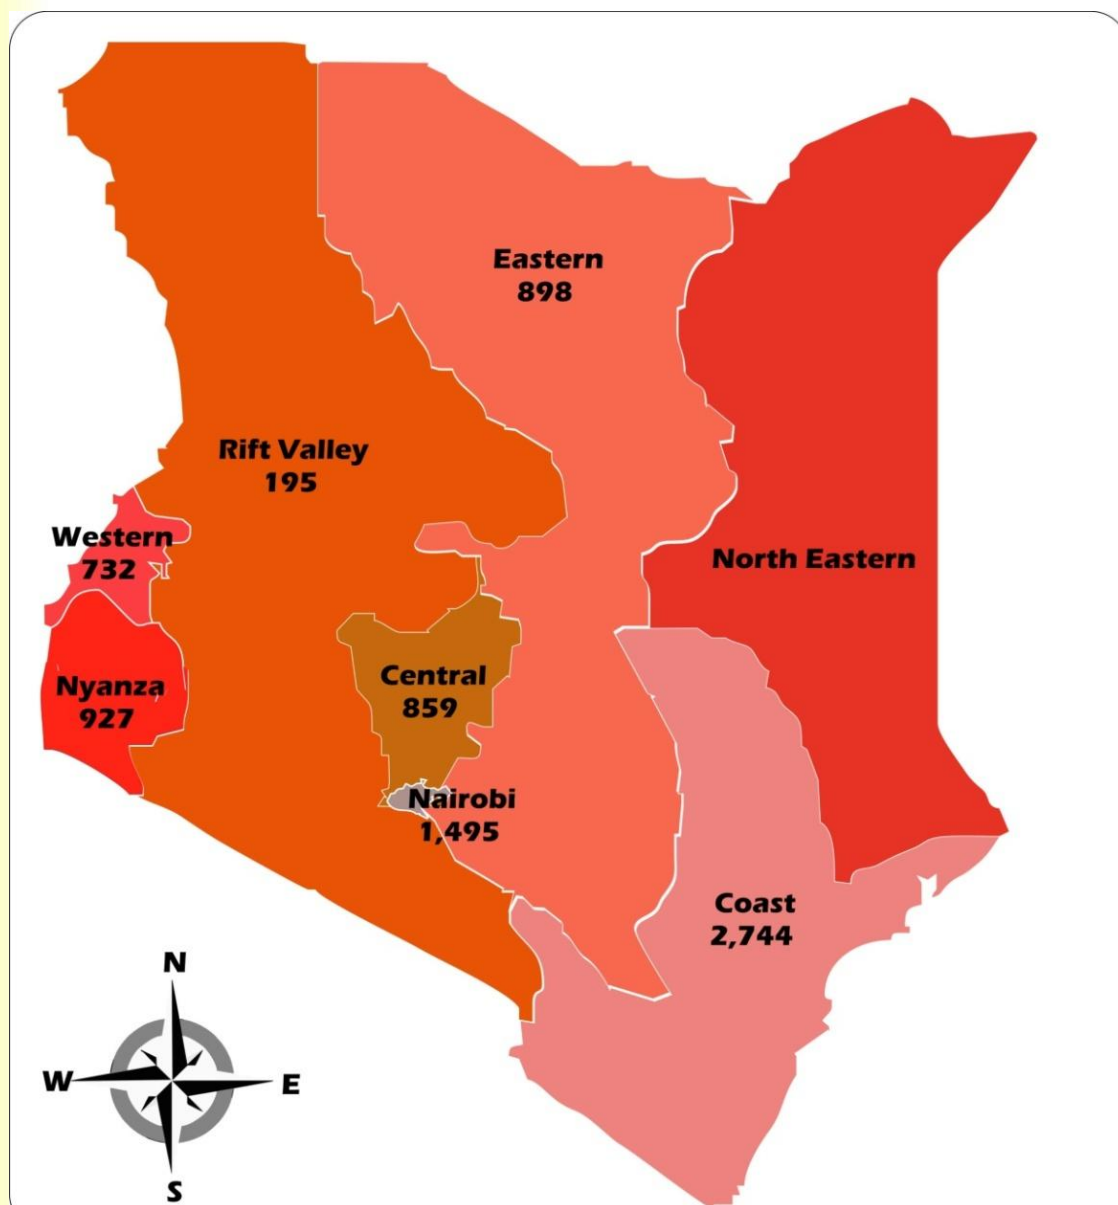 Eastern
898
Rift Valley
195
Western
732
North Eastern
Nyanza
927
Central
859
Nairobi
1,495
Coast
2,744
N
W
E
S